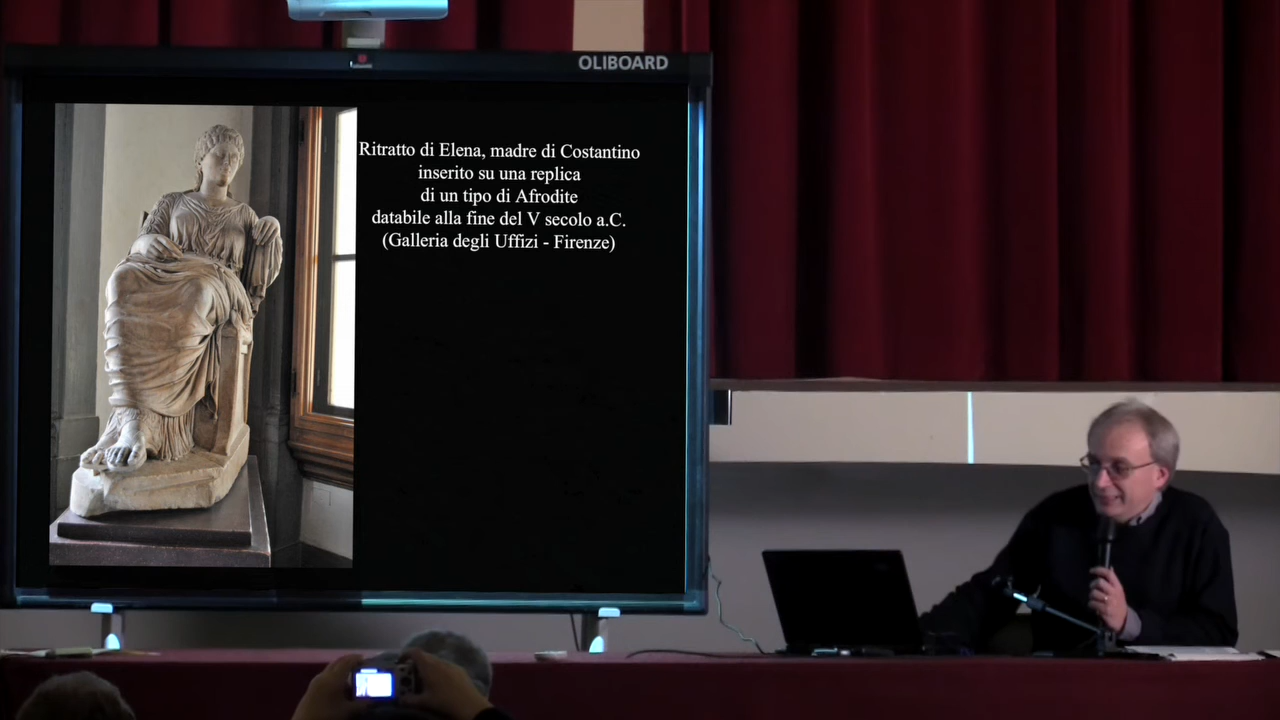 OLIBOARD
Ritratto di Elena, madre di Costantino
inserito su una replica
di un tipo di Afrodite
databile alla fine del V secolo a.C.
(Galleria degli Uffizi - Firenze)